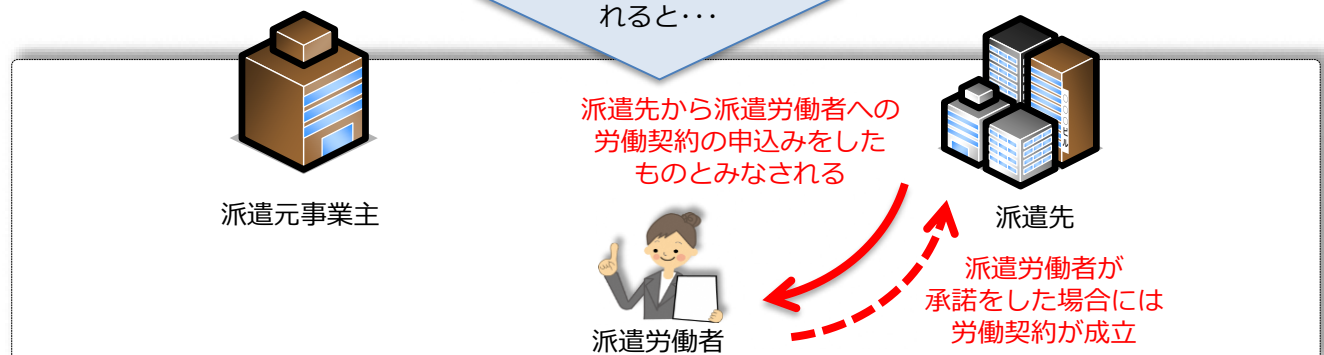 れると･･･
派遣先から派遣労働者への
労働契約の申込みをした
ものとみなされる
派遣元事業主
派遣先
派遣労働者が
承諾をした場合には
労働契約が成立
派遣労働者